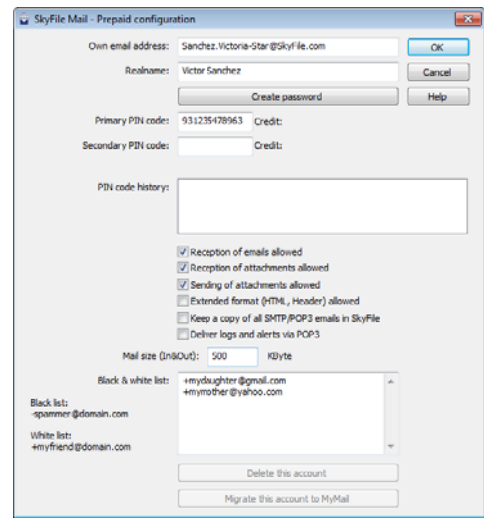 SkyFile Mail - Prepaid configuration
Own email address: Sanchez.Victoria-Star@SkyFile.com OK
Realname: Victor Sanchez Cancel
Create password Help
Primary PIN code: 931235478963 Credit:
Secondary PIN code: Credit:
PIN code history:
Reception of emails allowed
Reception of attachments allowed
Sending of attachments allowed
Extended format (HTML, Header) allowed
Keep a copy of all SMTP/POP3 emails in SkyFile
Deliver logs and alerts via POP3
Mail size (In&Out): 500 KByte
Black & white list: +mydaughter@gmail.com
+mymother@yahoo.com
Black list:
-spammer@domain.com
White list:
+myfriend@domain.com
Delete this account
Migrate this account to MyMail